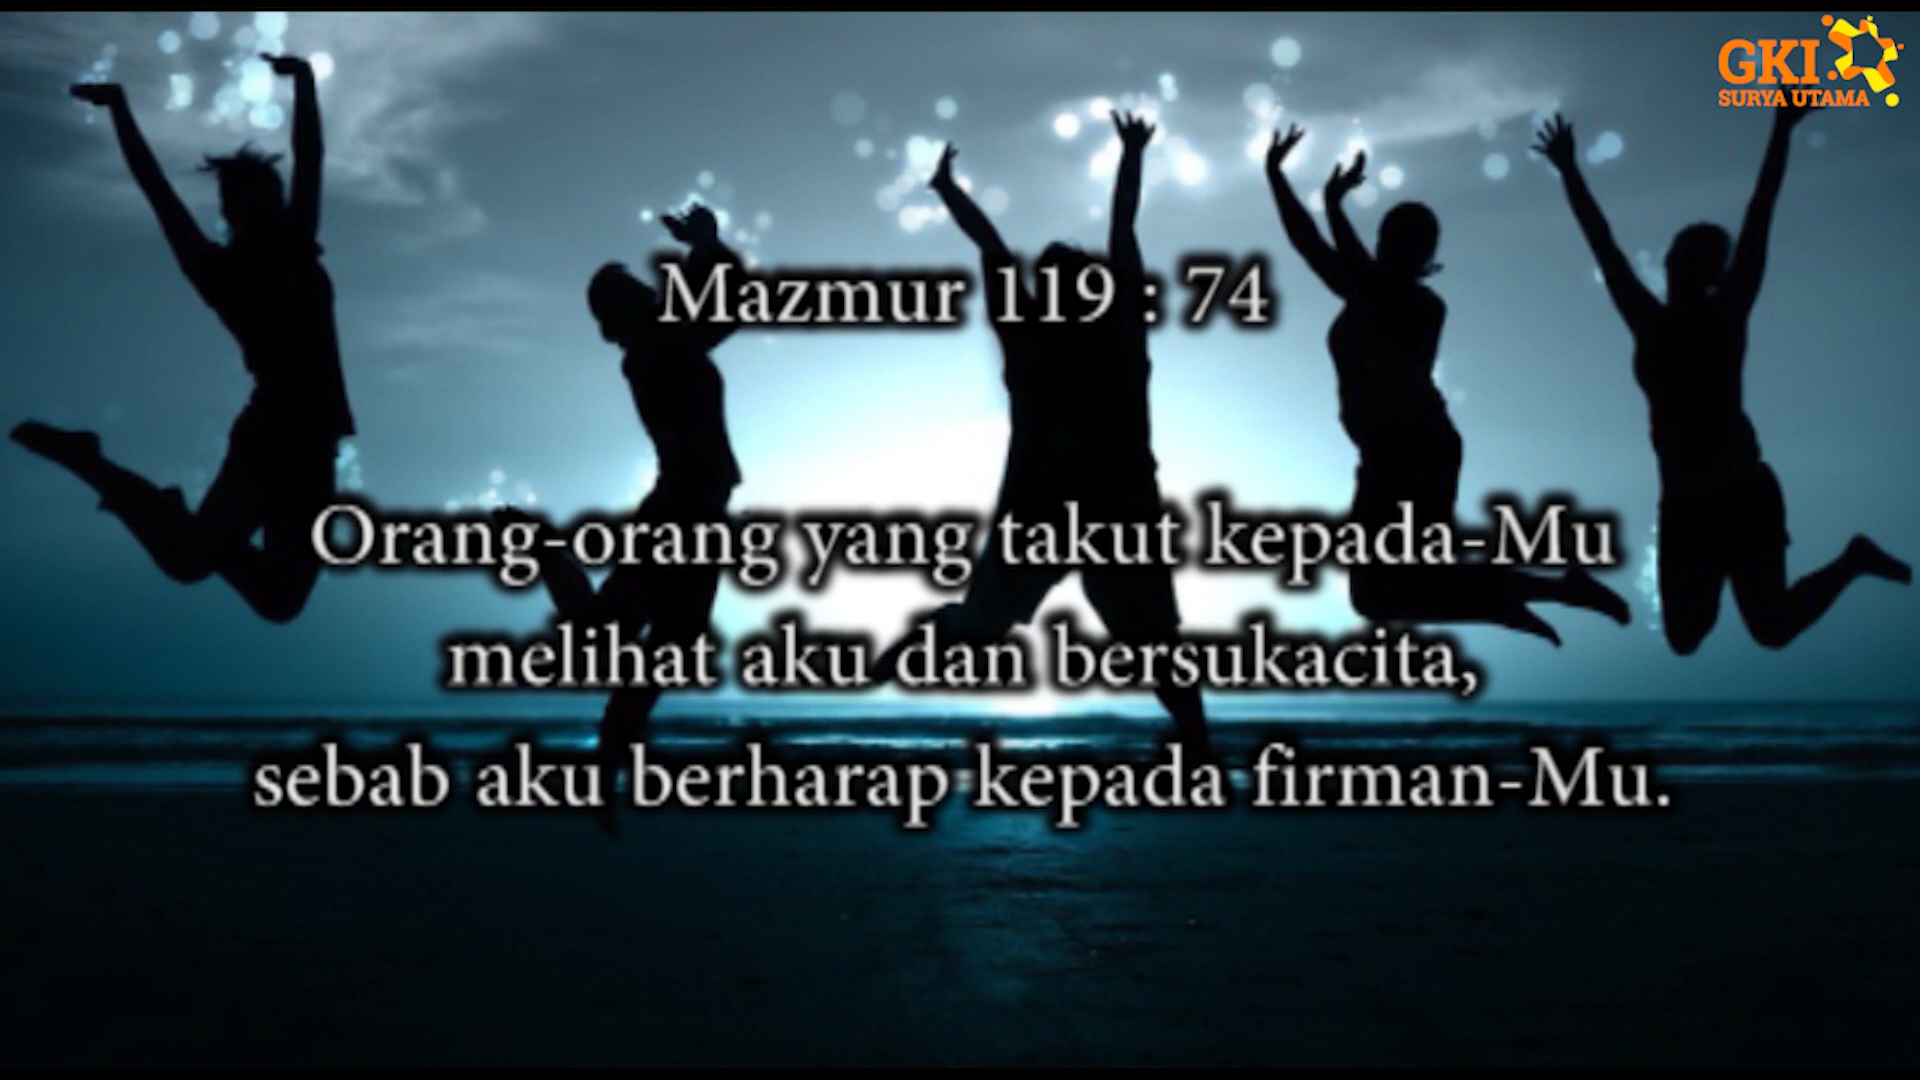 GKI
SURYA UTAMA
Mazmur 119 : 74
Orang-orang yang takut kepada-Mu
melihat aku dan bersukacita,
sebab aku berharap kepada firman-Mu.